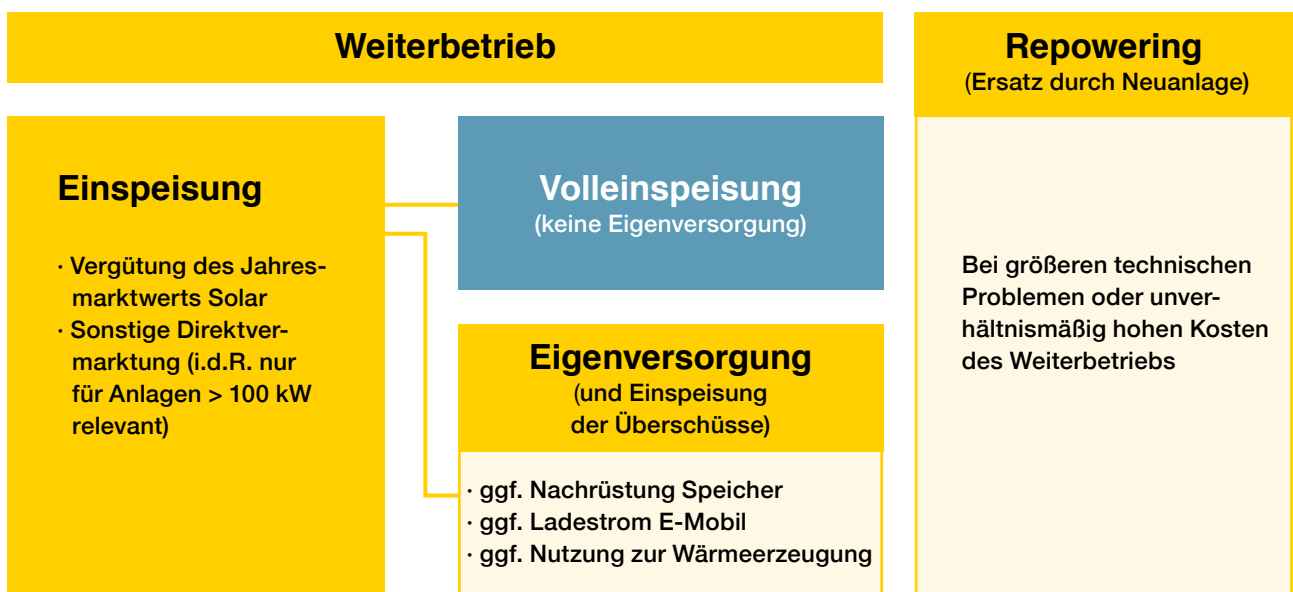 Weiterbetrieb
Einspeisung
· Vergütung des Jahres-
marktwerts Solar
· Sonstige Direktver-
marktung (i.d.R. nur
für Anlagen > 100 kW
relevant)
Volleinspeisung
(keine Eigenversorgung)
Eigenversorgung
(und Einspeisung
der Überschüsse)
· ggf. Nachrüstung Speicher
· ggf. Ladestrom E-Mobil
· ggf. Nutzung zur Wärmeerzeugung
Repowering
(Ersatz durch Neuanlage)
Bei größeren technischen
Problemen oder unver-
hältnismäßig hohen Kosten
des Weiterbetriebs